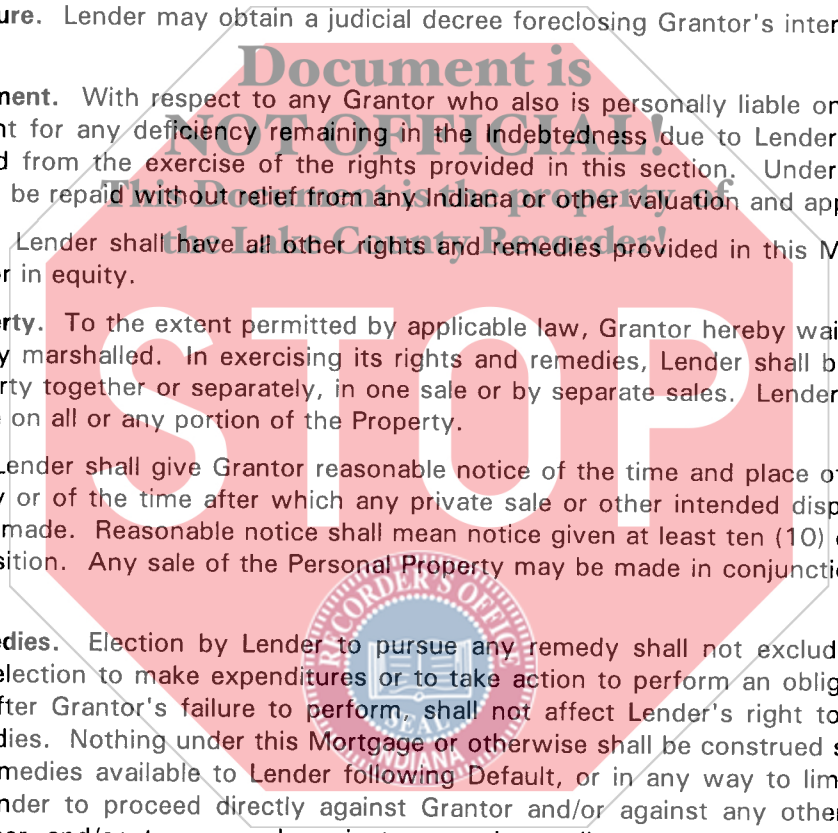 ure. Lender may obtain a judicial decree foreclosing Grantor's inter
Document is
ment. With respect to any Grantor who also is personally liable on
nt for any deficiency remaining in the Indebtedness due to Lender
NOT OFFICIAL!
d from the exercise of the rights provided in this section. Under
This Document is the property of
be repaid without relief from any Indiana or other valuation and app
the Lake County Recorder!
Lender shall have all other rights and remedies provided in this M
r in equity.
erty. To the extent permitted by applicable law, Grantor hereby wai
y marshalled. In exercising its rights and remedies, Lender shall b
rty together or separately, in one sale or by separate sales. Lender
e on all or any portion of the Property.
STOP
Lender shall give Grantor reasonable notice of the time and place of
y or of the time after which any private sale or other intended disp
made. Reasonable notice shall mean notice given at least ten (10) d
sition. Any sale of the Personal Property may be made in conjunctio
RECORDER'S OFFICE
edies. Election by Lender to pursue any remedy shall not exclud
election to make expenditures or to take action to perform an oblig
fter Grantor's failure to perform, shall not affect Lender's right to
SEAL
dies. Nothing under this Mortgage or otherwise shall be construed s
INDIANA
medies available to Lender following Default, or in any way to lim
nder to proceed directly against Grantor and/or against any othe